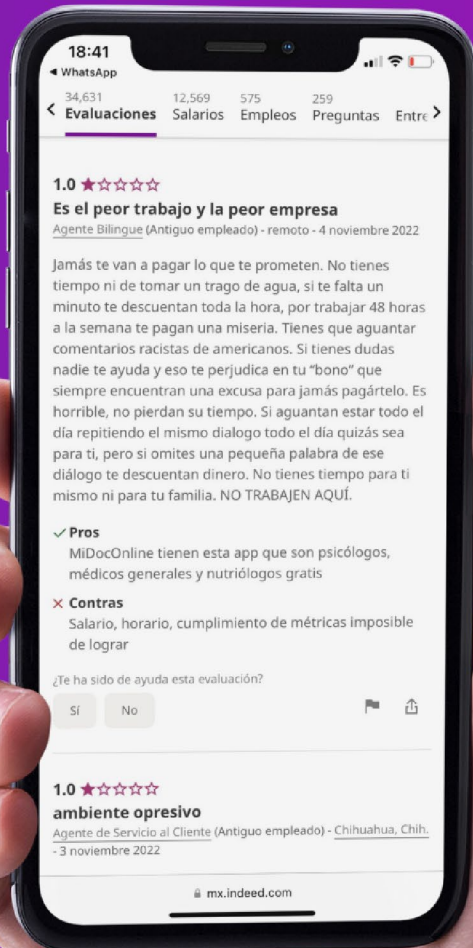 18:41
◄ WhatsApp
34,631 12,569 575 259
Evaluaciones Salarios Empleos Preguntas Entre
1.0
Es el peor trabajo y la peor empresa
Agente Bilingue (Antiguo empleado) - remoto - 4 noviembre 2022
Jamás te van a pagar lo que te prometen. No tienes
tiempo ni de tomar un trago de agua, si te falta un
minuto te descuentan toda la hora, por trabajar 48 horas
a la semana te pagan una miseria. Tienes que aguantar
comentarios racistas de americanos. Si tienes dudas
nadie te ayuda y eso te perjudica en tu “bono” que
siempre encuentran una excusa para jamás pagártelo. Es
horrible, no pierdan su tiempo. Si aguantan estar todo el
día repitiendo el mismo dialogo todo el día quizás sea
para ti, pero si omites una pequeña palabra de ese
diálogo te descuentan dinero. No tienes tiempo para ti
mismo ni para tu familia. NO TRABAJEN AQUÍ.
Pros
MiDocOnline tienen esta app que son psicólogos,
médicos generales y nutriólogos gratis
Contras
Salario, horario, cumplimiento de métricas imposible
de lograr
¿Te ha sido de ayuda esta evaluación?
Sí No
1.0
ambiente opresivo
Agente de Servicio al Cliente (Antiguo empleado) - Chihuahua, Chih.
- 3 noviembre 2022
mx.indeed.com